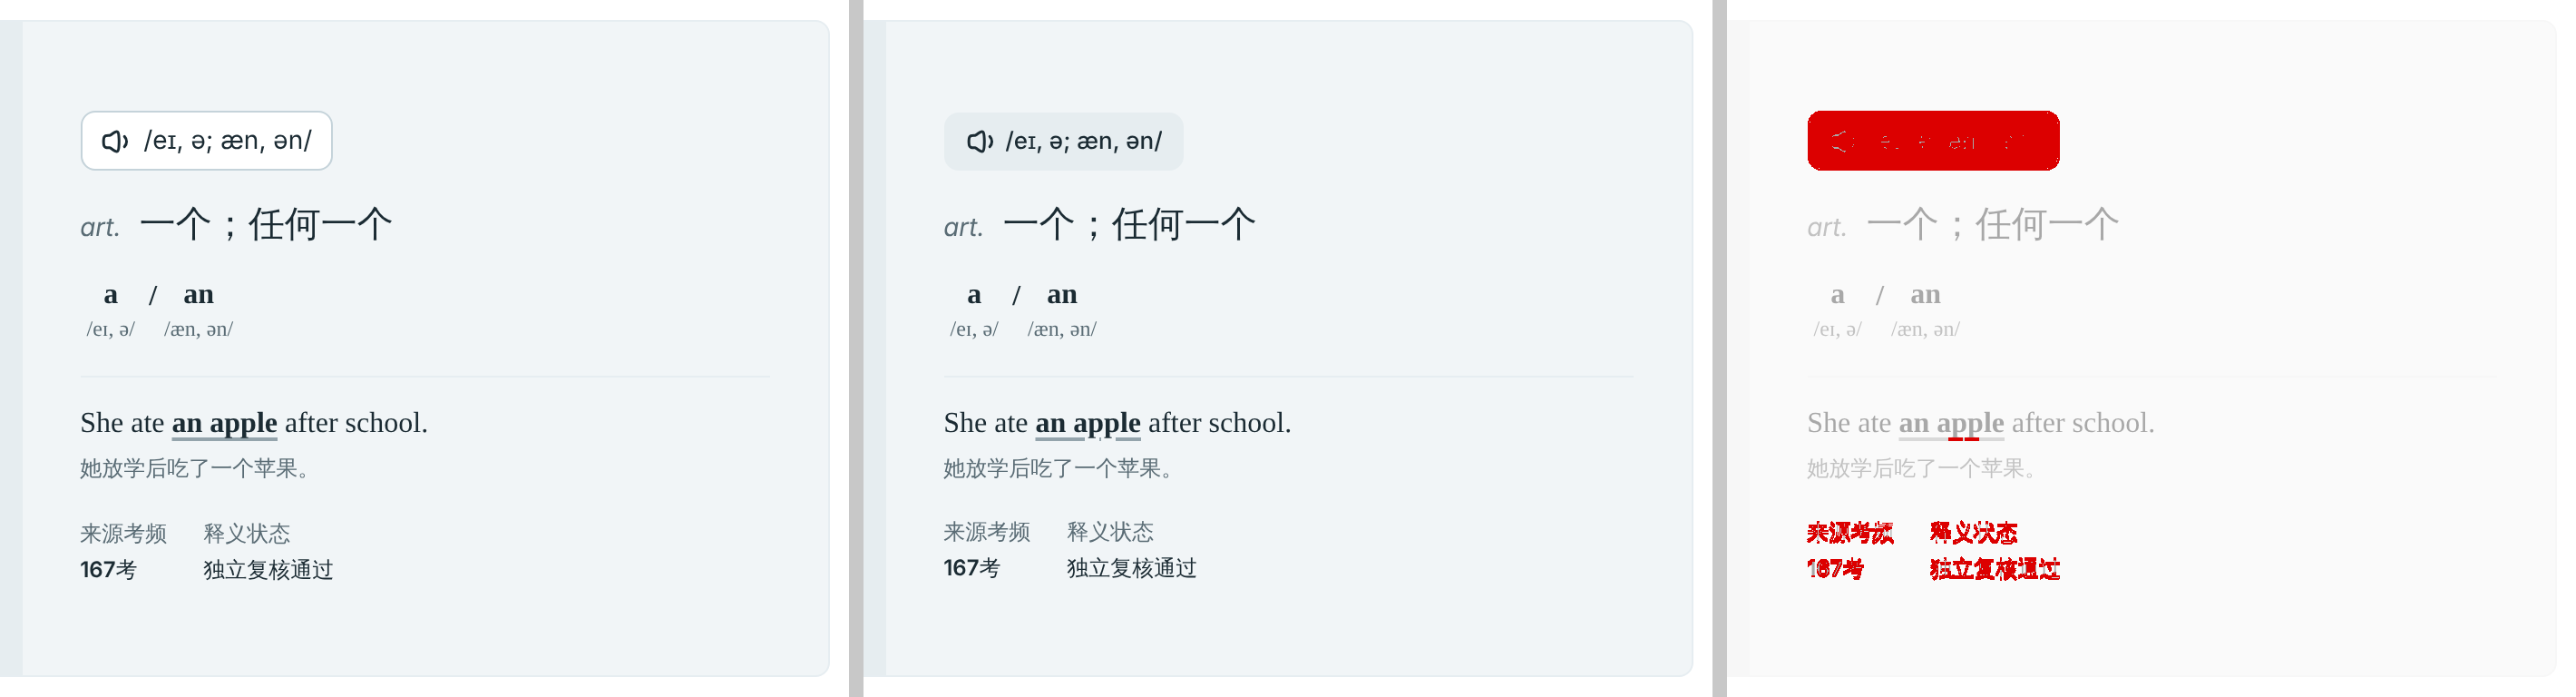 /eɪ, ə; æn, ən/
art. 一个；任何一个
a / an
/eɪ, ə/ /æn, ən/
She ate an apple after school.
她放学后吃了一个苹果。
来源考频 释义状态
167考 独立复核通过
/eɪ, ə; æn, ən/
art. 一个；任何一个
a / an
/eɪ, ə/ /æn, ən/
She ate an apple after school.
她放学后吃了一个苹果。
来源考频 释义状态
167考 独立复核通过
art. 一个；任何一个
a / an
/eɪ, ə/ /æn, ən/
She ate an apple after school.
她放学后吃了一个苹果。
来源考频 释义状态
167考 独立复核通过